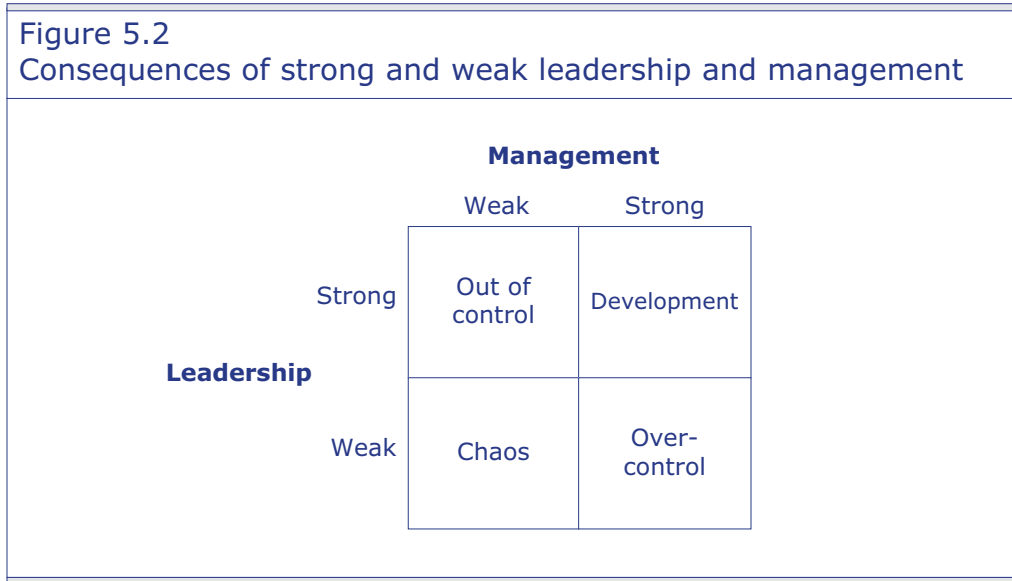 Figure 5.2
Consequences of strong and weak leadership and management
Management
Weak
Strong
Strong
Out of
control
Development
Leadership
Weak
Chaos
Over-
control